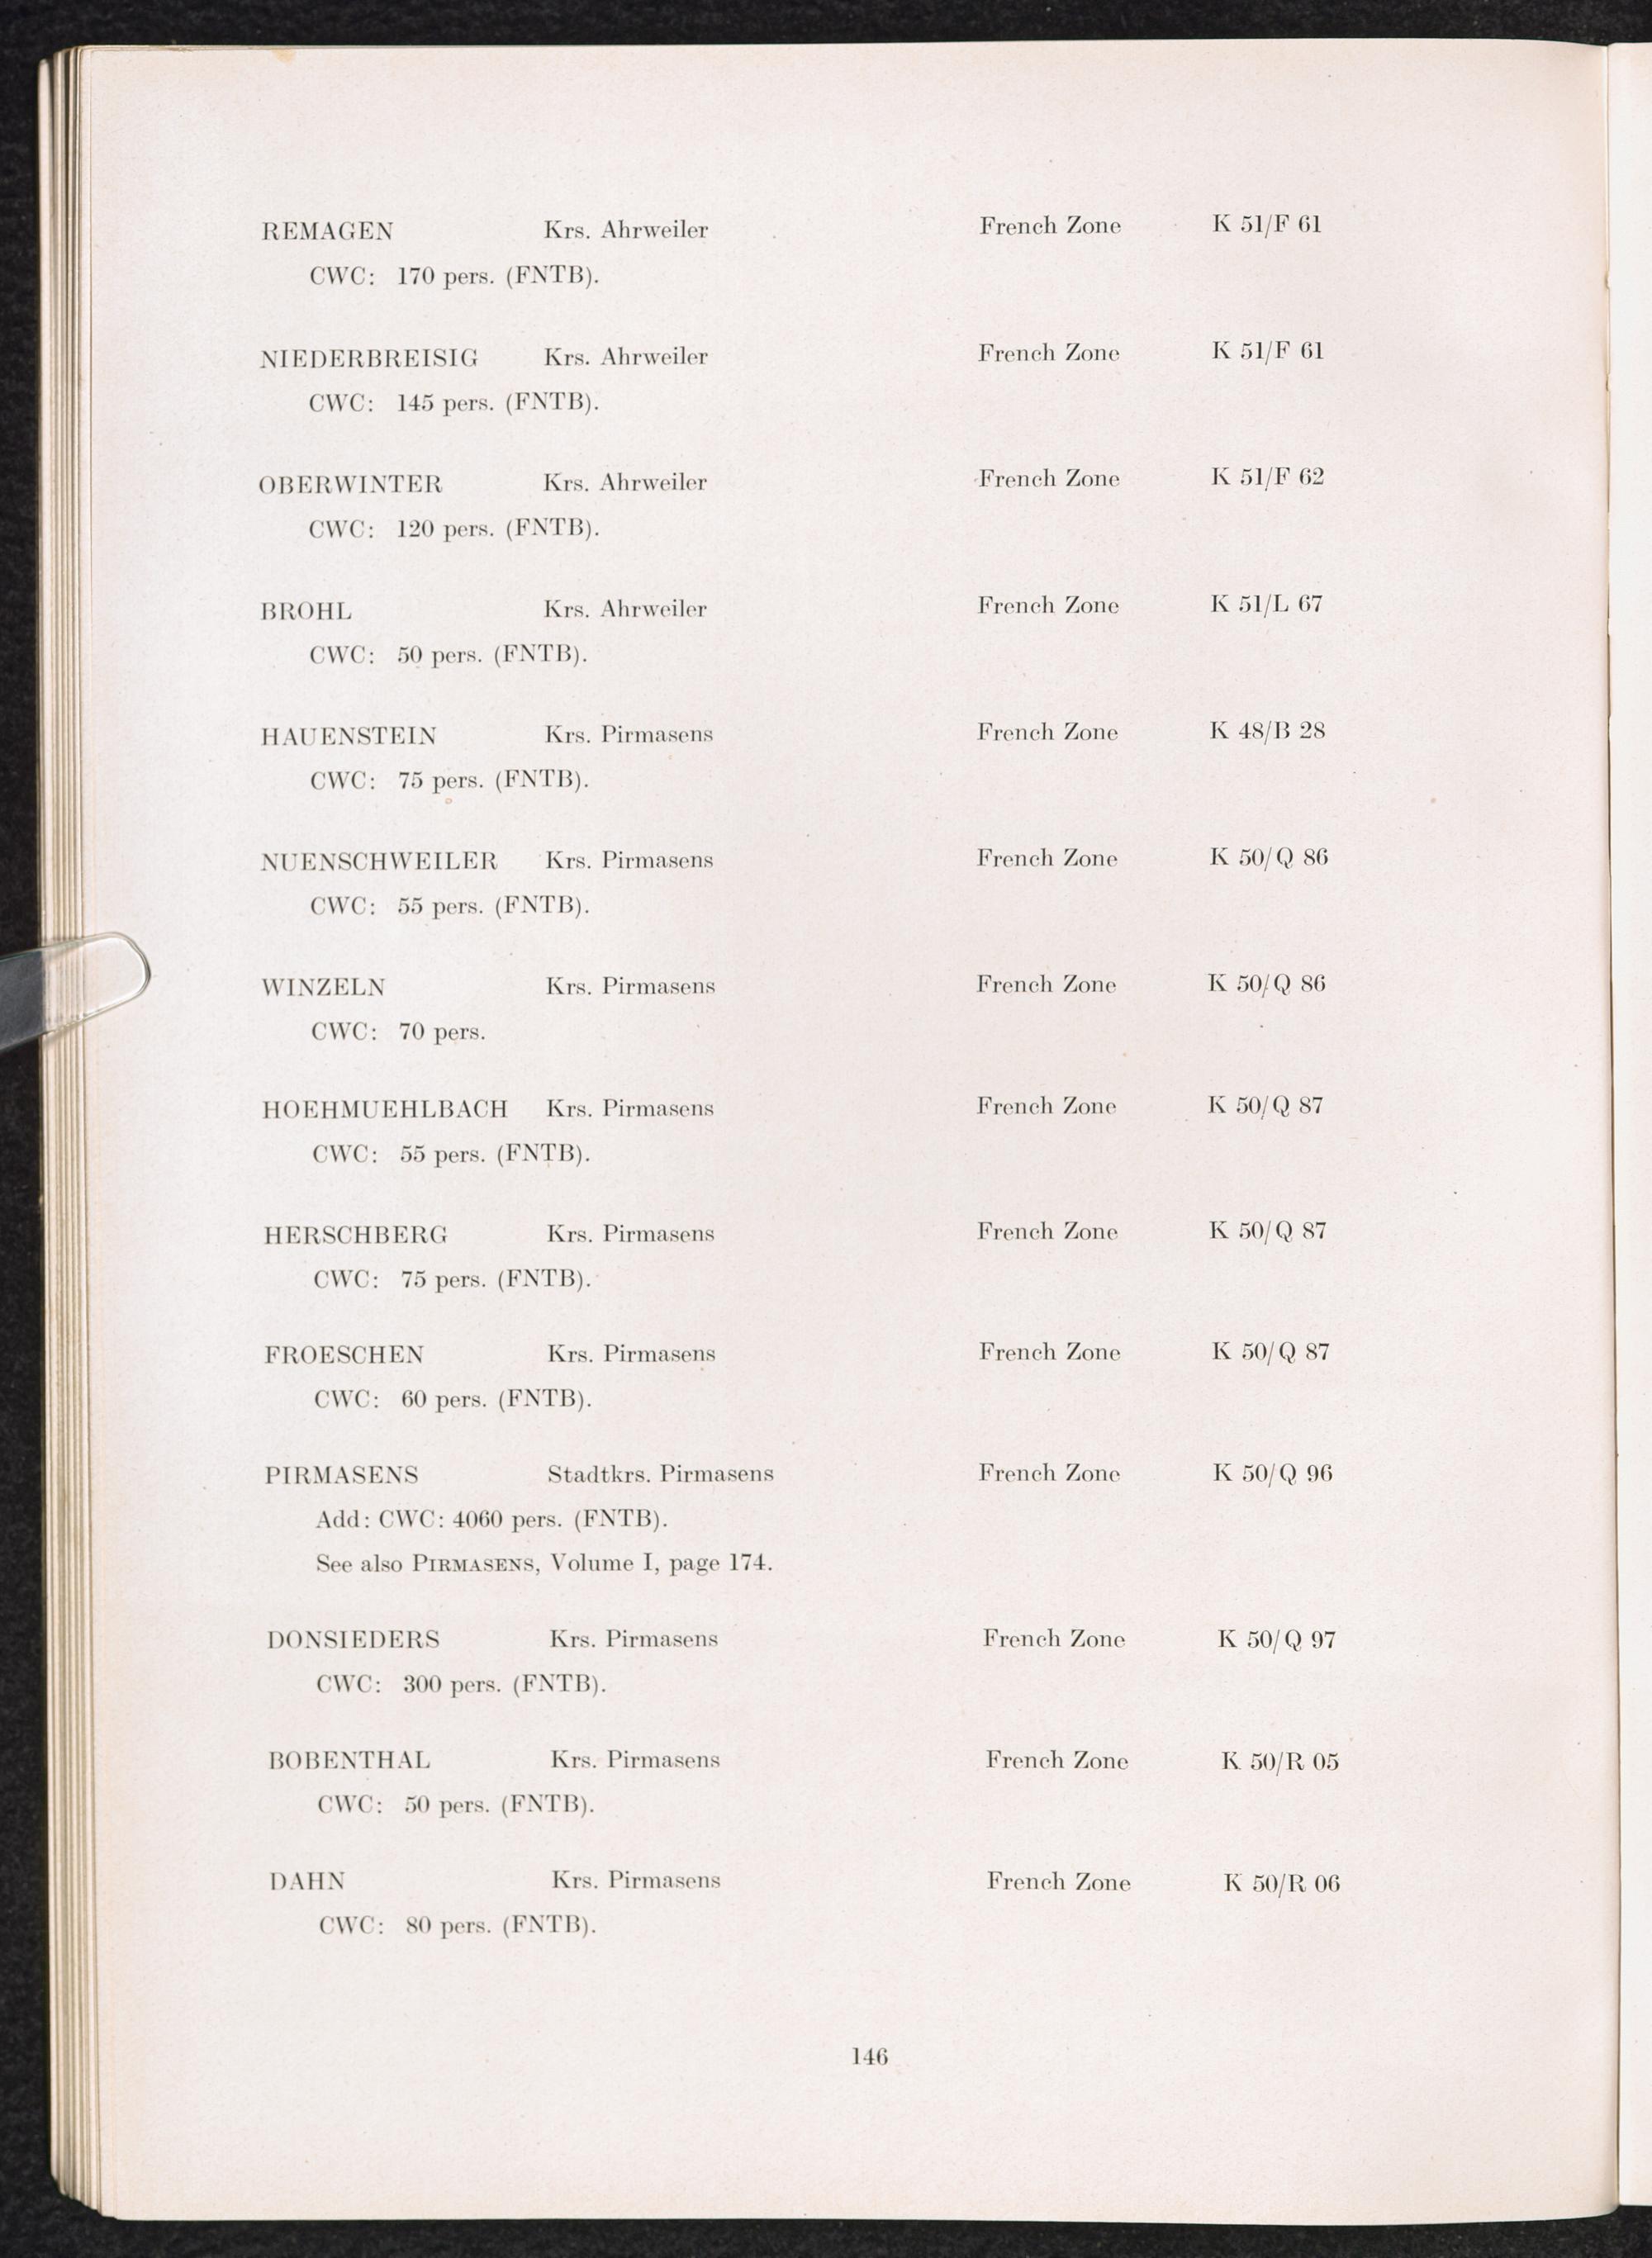 REMAGEN Krs. Ahrweiler French Zone K 51/F 61
CWC: 170 pers. (FNTB).
NIEDERBREISIG Krs. Ahrweiler French Zone K 51/F 61
CWC: 145 pers. (FNTB).
OBERWINTER Krs. Ahrweiler French Zone K 51/F 62
CWC: 120 pers. (FNTB).
BROHL Krs. Ahrweiler French Zone K 51/L 67
CWC: 50 pers. (FNTB).
HAUENSTEIN Krs. Pirmasens French Zone K 48/B 28
CWC: 75 pers. (FNTB).
NUENSCHWEILER Krs. Pirmasens French Zone K 50/Q 86
CWC: 55 pers. (FNTB).
WINZELN Krs. Pirmasens French Zone K 50/Q 86
CWC: 70 pers.
HOEHMUEHLBACH Krs. Pirmasens French Zone K 50/Q 87
CWC: 55 pers. (FNTB).
HERSCHBERG Krs. Pirmasens French Zone K 50/Q 87
CWC: 75 pers. (FNTB).
FROESCHEN Krs. Pirmasens French Zone K 50/Q 87
CWC: 60 pers. (FNTB).
PIRMASENS Stadtkrs. Pirmasens French Zone K 50/Q 96
Add: CWC: 4060 pers. (FNTB).
See also PIRMASENS, Volume I, page 174.
DONSIEDERS Krs. Pirmasens French Zone K 50/Q 97
CWC: 300 pers. (FNTB).
BOBENTHAL Krs. Pirmasens French Zone K 50/R 05
CWC: 50 pers. (FNTB).
DAHN Krs. Pirmasens French Zone K 50/R 06
CWC: 80 pers. (FNTB).
146